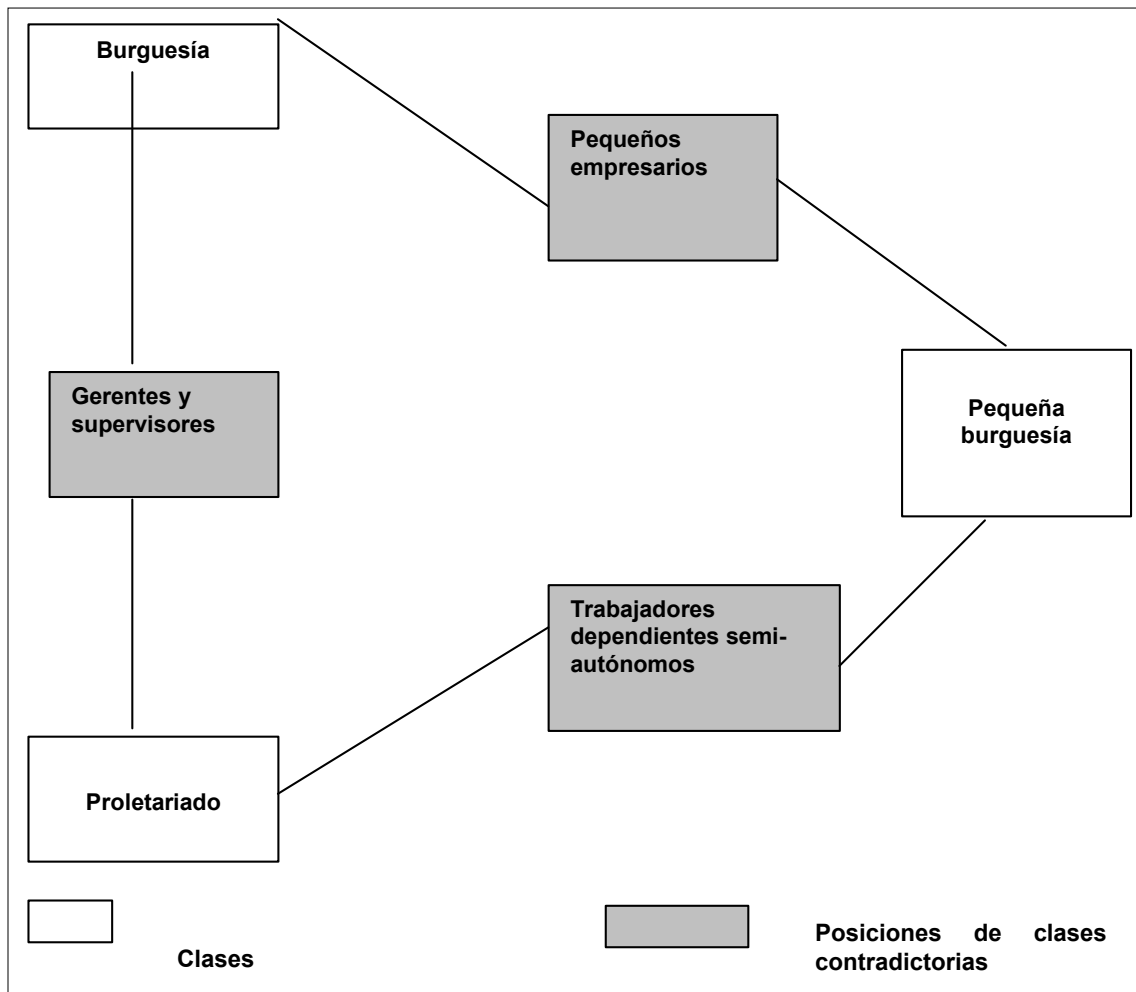 Burguesía
Pequeños
empresarios
Gerentes y
supervisores
Pequeña
burguesía
Trabajadores
dependientes semi-
autónomos
Proletariado
Clases
Posiciones de clases
contradictorias